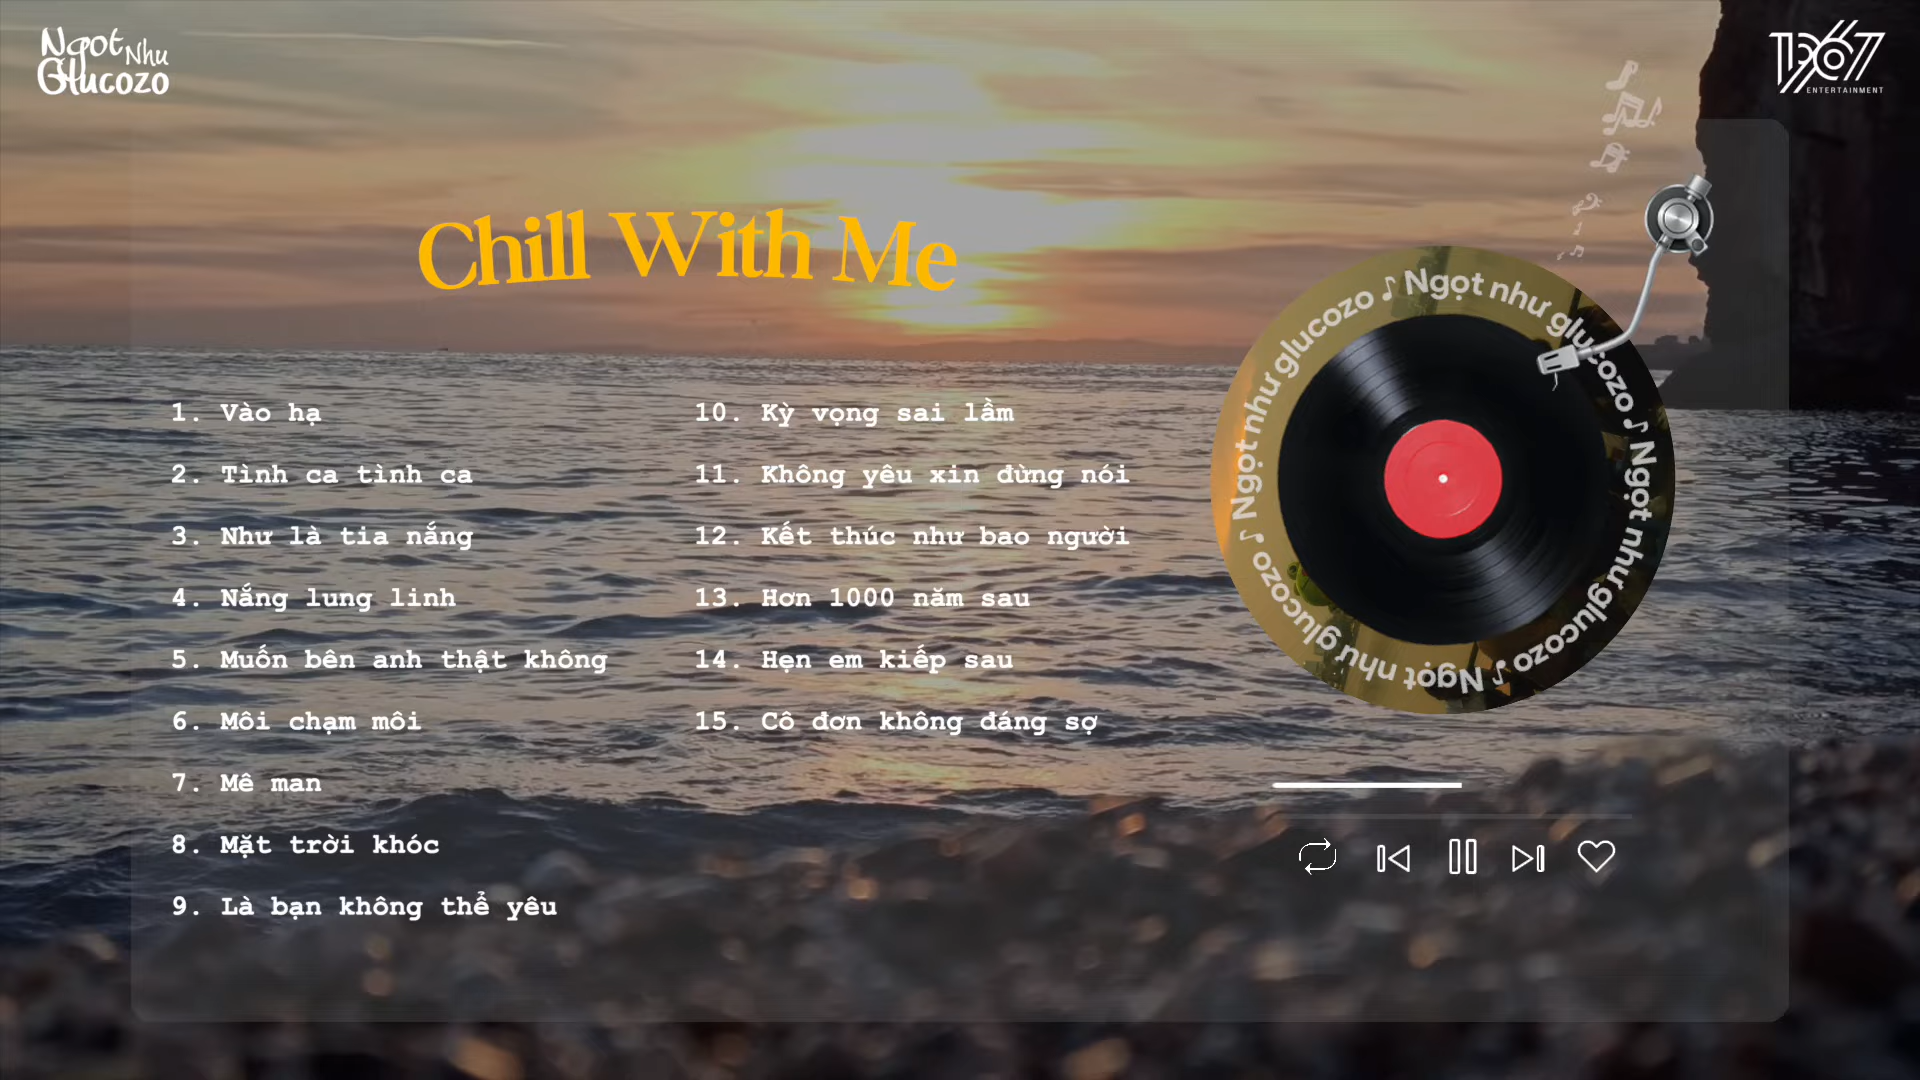 Ngọt Như
Glucozo
1967
ENTERTAINMENT
Chill With Me
1. Vào hạ
2. Tình ca tình ca
3. Như là tia nắng
4. Nắng lung linh
5. Muốn bên anh thật không
6. Môi chạm môi
7. Mê man
8. Mặt trời khóc
9. Là bạn không thể yêu
10. Kỳ vọng sai lầm
11. Không yêu xin đừng nói
12. Kết thúc như bao người
13. Hơn 1000 năm sau
14. Hẹn em kiếp sau
15. Cô đơn không đáng sợ
Ngọt như glucozo ♪ Ngọt như glucozo ♪ Ngọt như glucozo ♪ Ngọt như glucozo ♪